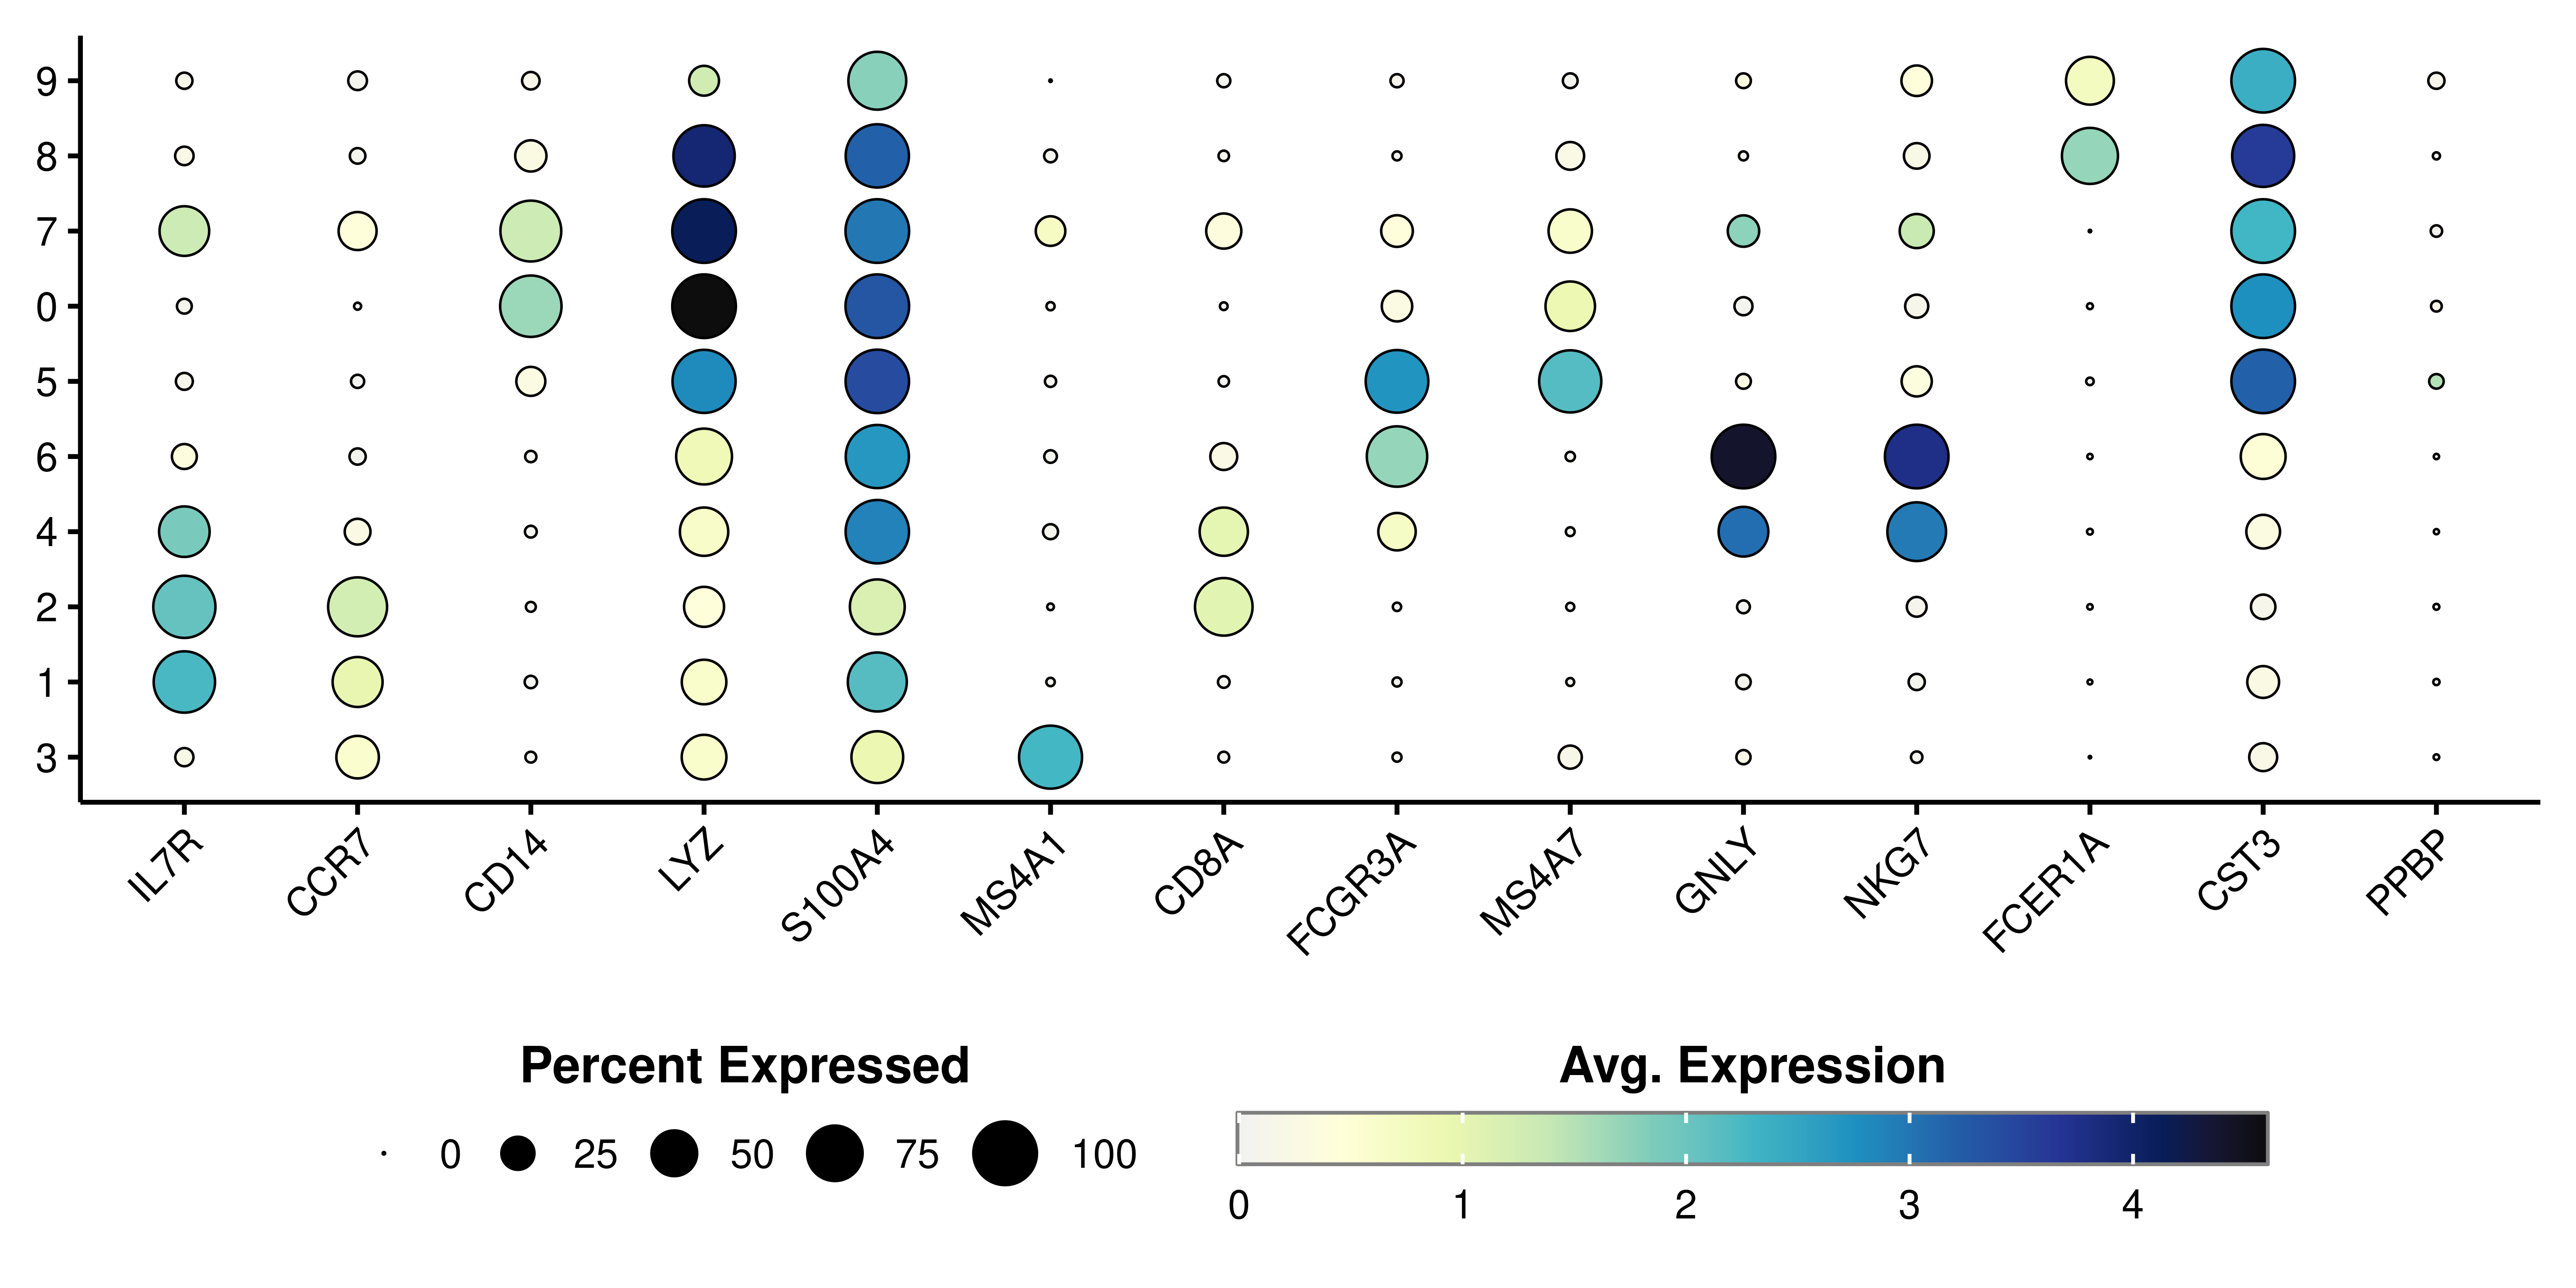 9
8
7
0
5
6
4
2
1
3
IL7R CCR7 CD14 LYZ S100A4 MS4A1 CD8A FCGR3A MS4A7 GNLY NKG7 FCER1A CST3 PPBP
Percent Expressed
0 25 50 75 100
Avg. Expression
0 1 2 3 4